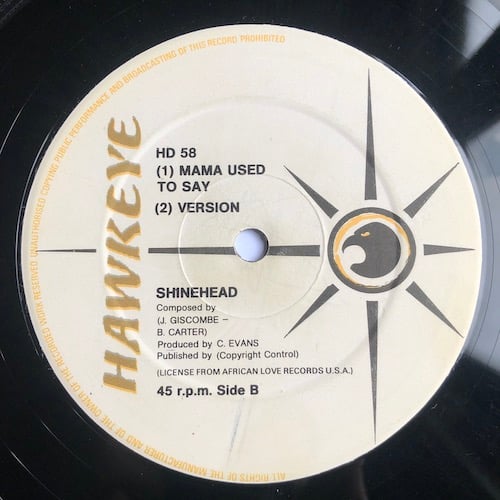 ALL RIGHTS OF THE MANUFACTURER AND OF THE OWNER OF THE RECORDED WORK RESERVED UNAUTHORISED COPYING PUBLIC PERFORMANCE AND BROADCASTING OF THIS RECORD PROHIBITED
HAWKEYE
HD 58
(1) MAMA USED
TO SAY
(2) VERSION
SHINEHEAD
Composed by
(J. GISCOMBE –
B. CARTER)
Produced by C. EVANS
Published by (Copyright Control)
(LICENSE FROM AFRICAN LOVE RECORDS U.S.A.)
45 r.p.m. Side B